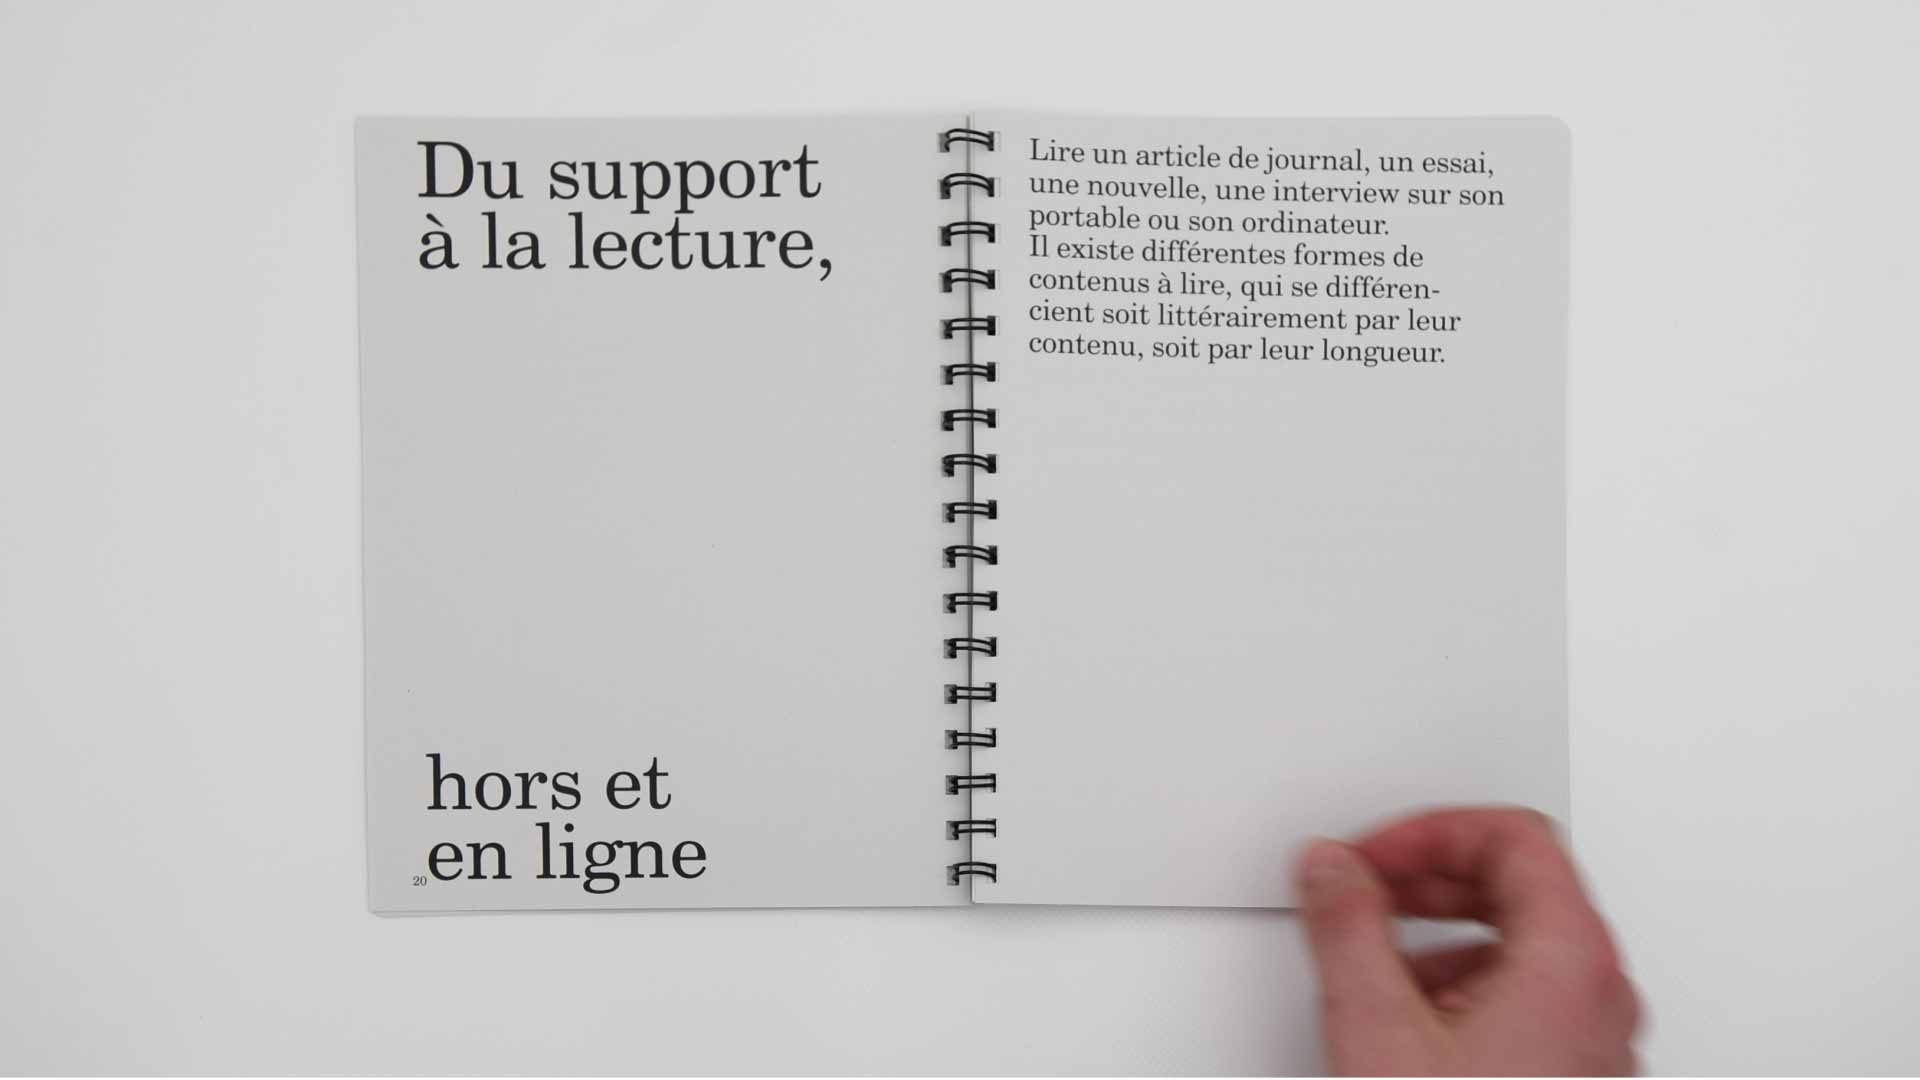 Du support
à la lecture,
hors et
en ligne
20
Lire un article de journal, un essai,
une nouvelle, une interview sur son
portable ou son ordinateur.
Il existe différentes formes de
contenus à lire, qui se différen-
cient soit littérairement par leur
contenu, soit par leur longueur.